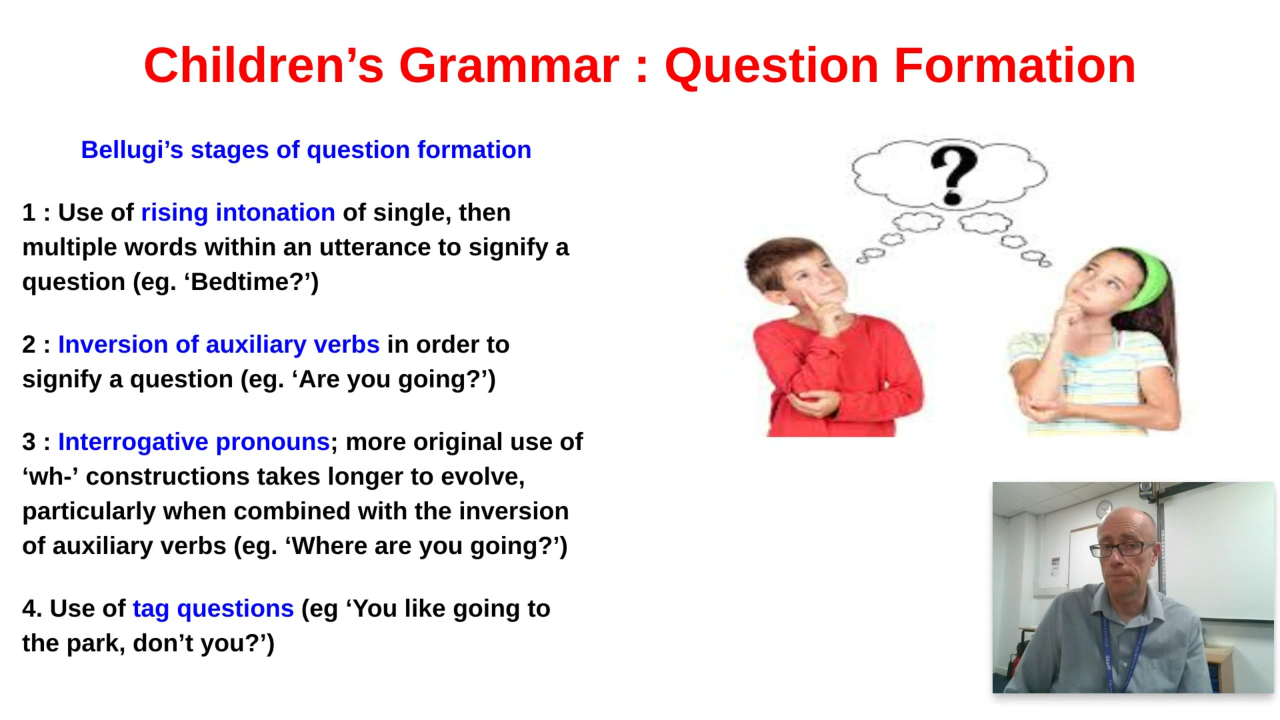 Children’s Grammar : Question Formation
Bellugi’s stages of question formation
1 : Use of rising intonation of single, then
multiple words within an utterance to signify a
question (eg. ‘Bedtime?’)
2 : Inversion of auxiliary verbs in order to
signify a question (eg. ‘Are you going?’)
3 : Interrogative pronouns; more original use of
‘wh-’ constructions takes longer to evolve,
particularly when combined with the inversion
of auxiliary verbs (eg. ‘Where are you going?’)
4. Use of tag questions (eg ‘You like going to
the park, don’t you?’)
?